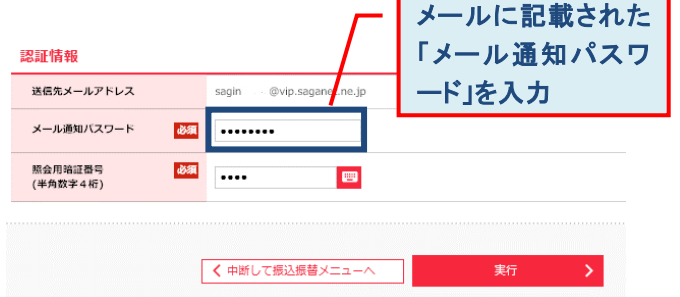 メールに記載された
「メール通知パスワ
ード」を入力
認証情報
送信先メールアドレス
sagin @vip.saganet.ne.jp
メール通知パスワード 必須
••••••••
照会用暗証番号 必須
(半角数字4桁)
••••
中断して振込振替メニューへ
実行